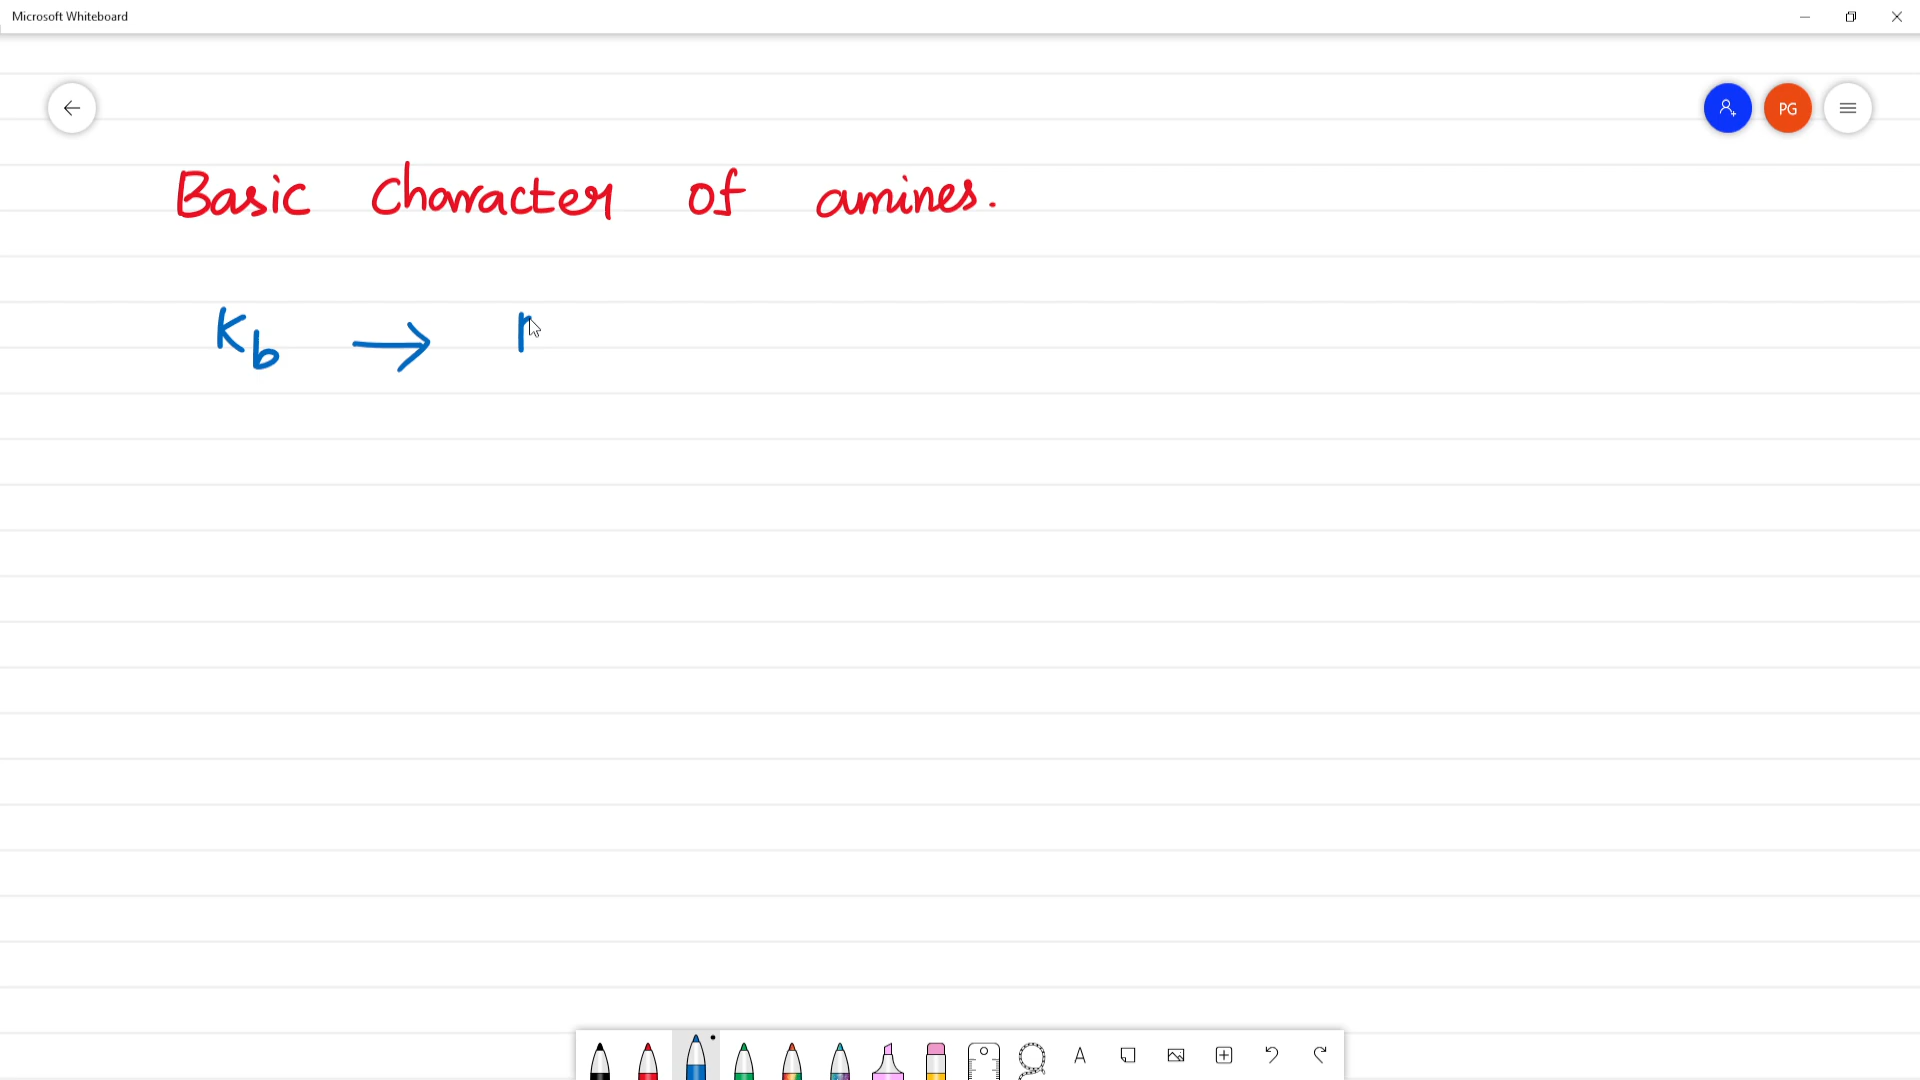 Microsoft Whiteboard
PG
Basic Character of amines.
Kb →
A